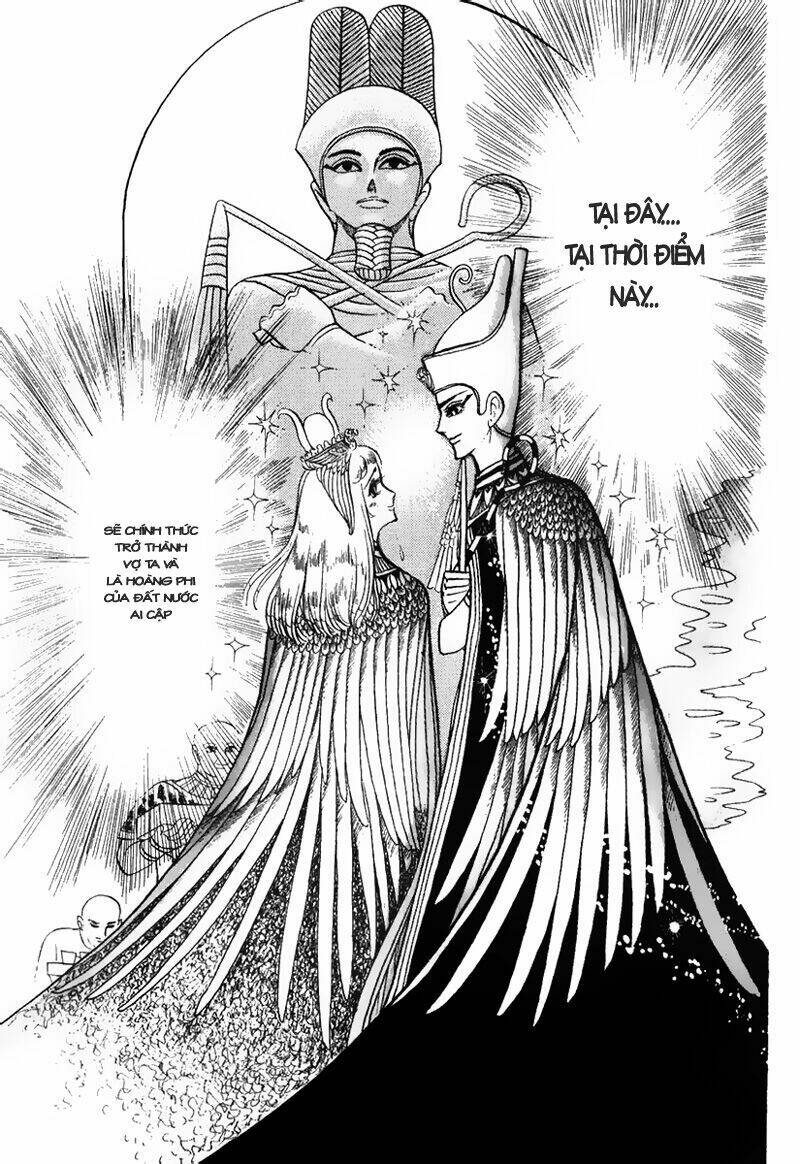 TẠI ĐÂY....
TẠI THỜI ĐIỂM
NÀY...
SẼ CHÍNH THỨC
TRỞ THÀNH
VỢ TA VÀ
LÀ HOÀNG PHI
CỦA ĐẤT NƯỚC
AI CẬP